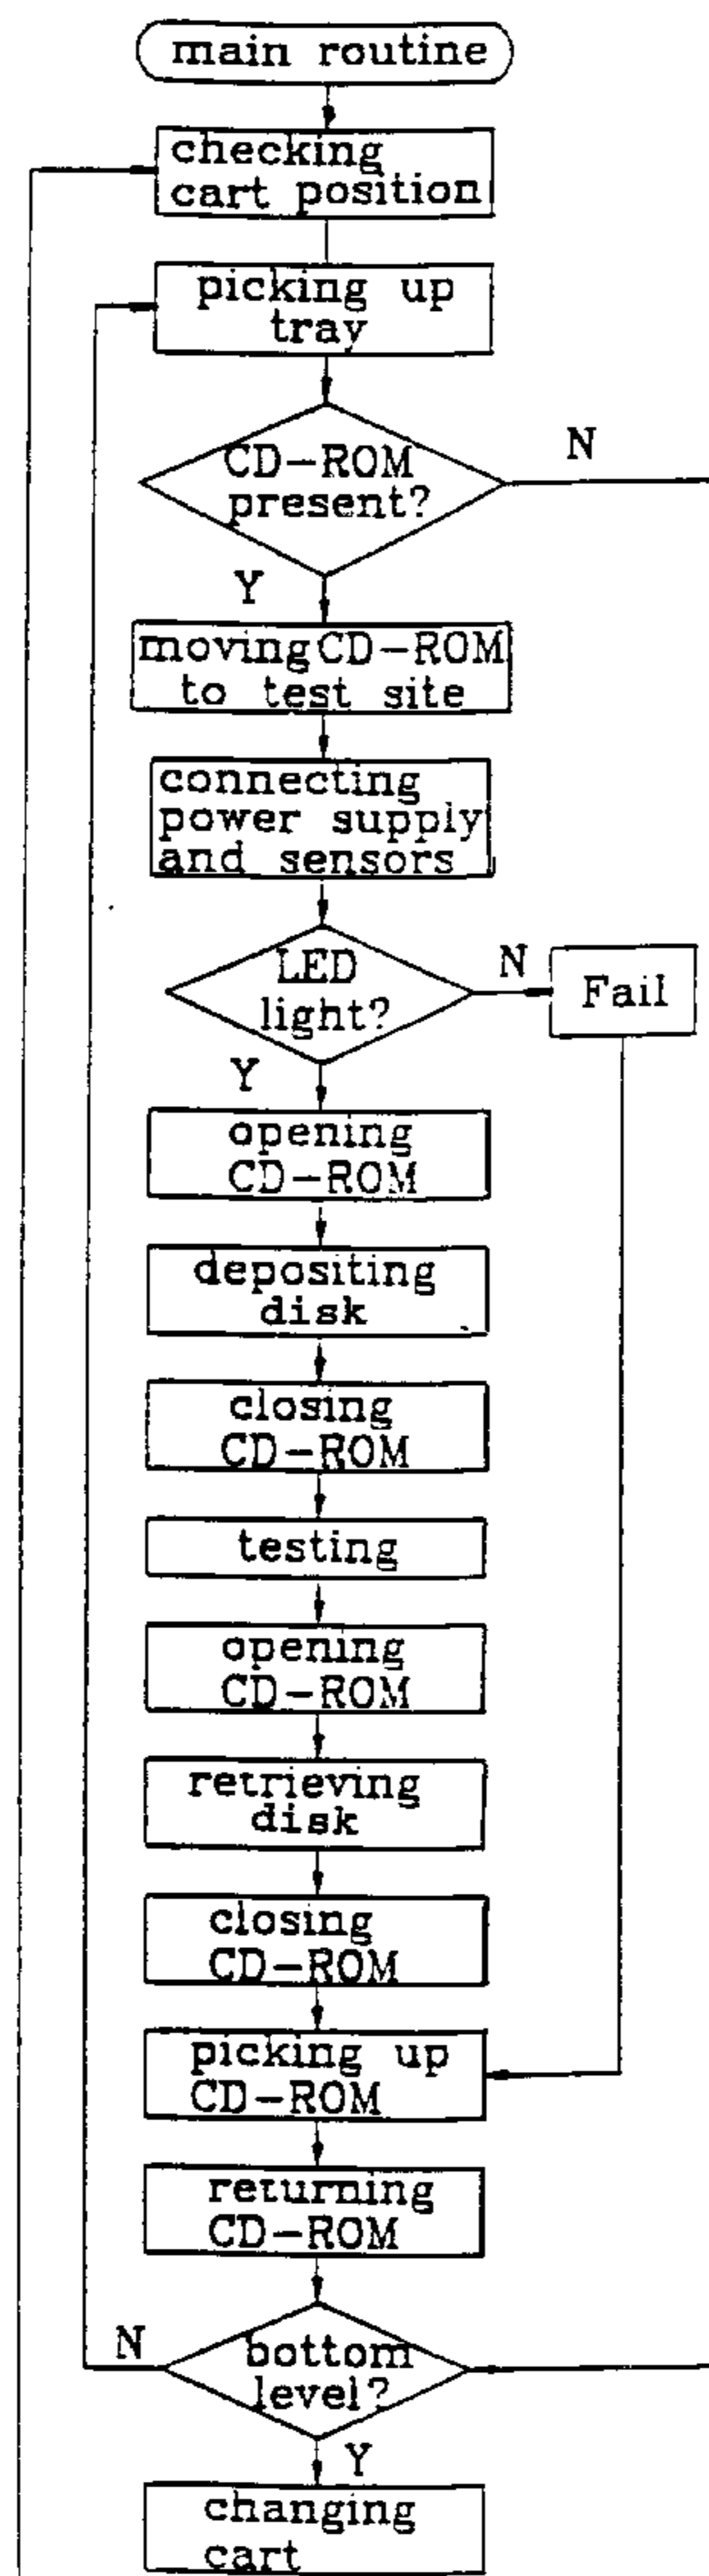 main routine
checking
cart position
picking up
tray
CD-ROM
present?
N
Y
moving CD-ROM
to test site
connecting
power supply
and sensors
LED
light?
N
Fail
Y
opening
CD-ROM
depositing
disk
closing
CD-ROM
testing
opening
CD-ROM
retrieving
disk
closing
CD-ROM
picking up
CD-ROM
returning
CD-ROM
N
bottom
level?
Y
changing
cart